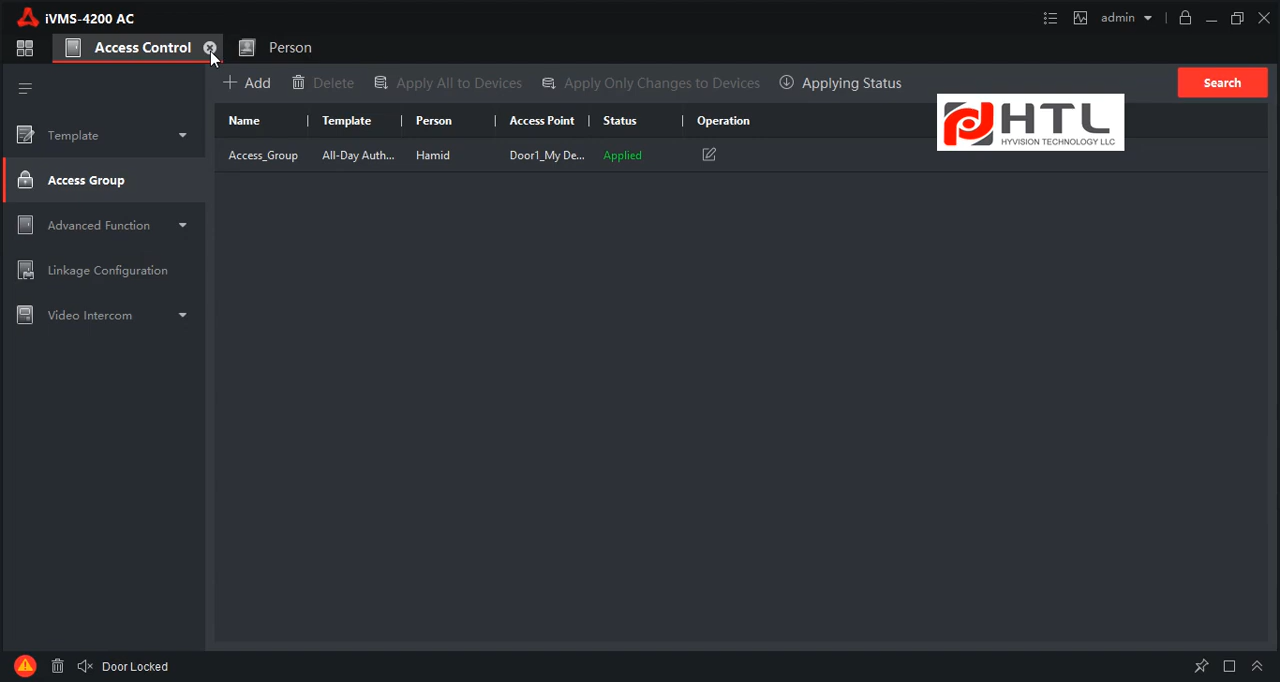 iVMS-4200 AC
admin
Access Control
Person
Add
Delete
Apply All to Devices
Apply Only Changes to Devices
Applying Status
Search
HTL
HYVISION TECHNOLOGY LLC
Name Template Person Access Point Status Operation
Access_Group All-Day Auth... Hamid Door1_My De... Applied
Template
Access Group
Advanced Function
Linkage Configuration
Video Intercom
Door Locked